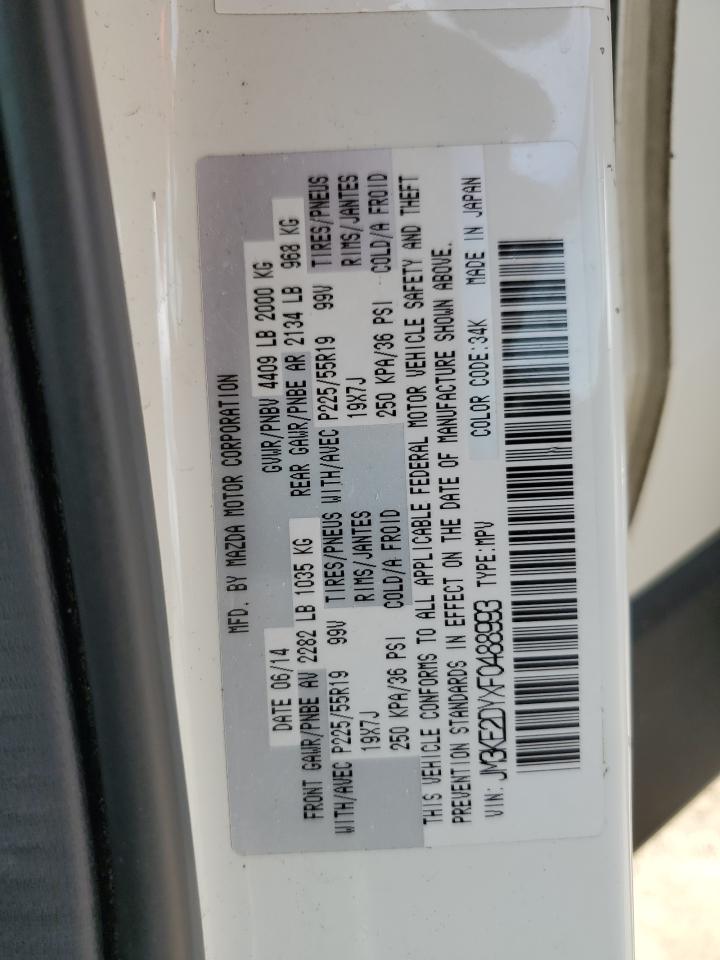 MFD. BY MAZDA MOTOR CORPORATION
DATE 06/14 GVWR/PNBV 4409 LB 2000 KG
FRONT GAWR/PNBE AV 2282 LB 1035 KG REAR GAWR/PNBE AR 2134 LB 968 KG
WITH/AVEC P225/55R19 99V TIRES/PNEUS WITH/AVEC P225/55R19 99V TIRES/PNEUS
19X7J RIMS/JANTES 19X7J RIMS/JANTES
250 KPA/36 PSI COLD/A FROID 250 KPA/36 PSI COLD/A FROID
THIS VEHICLE CONFORMS TO ALL APPLICABLE FEDERAL MOTOR VEHICLE SAFETY AND THEFT
PREVENTION STANDARDS IN EFFECT ON THE DATE OF MANUFACTURE SHOWN ABOVE.
VIN: JM3KE2DYXF0488993 TYPE:MPV COLOR CODE:34K MADE IN JAPAN